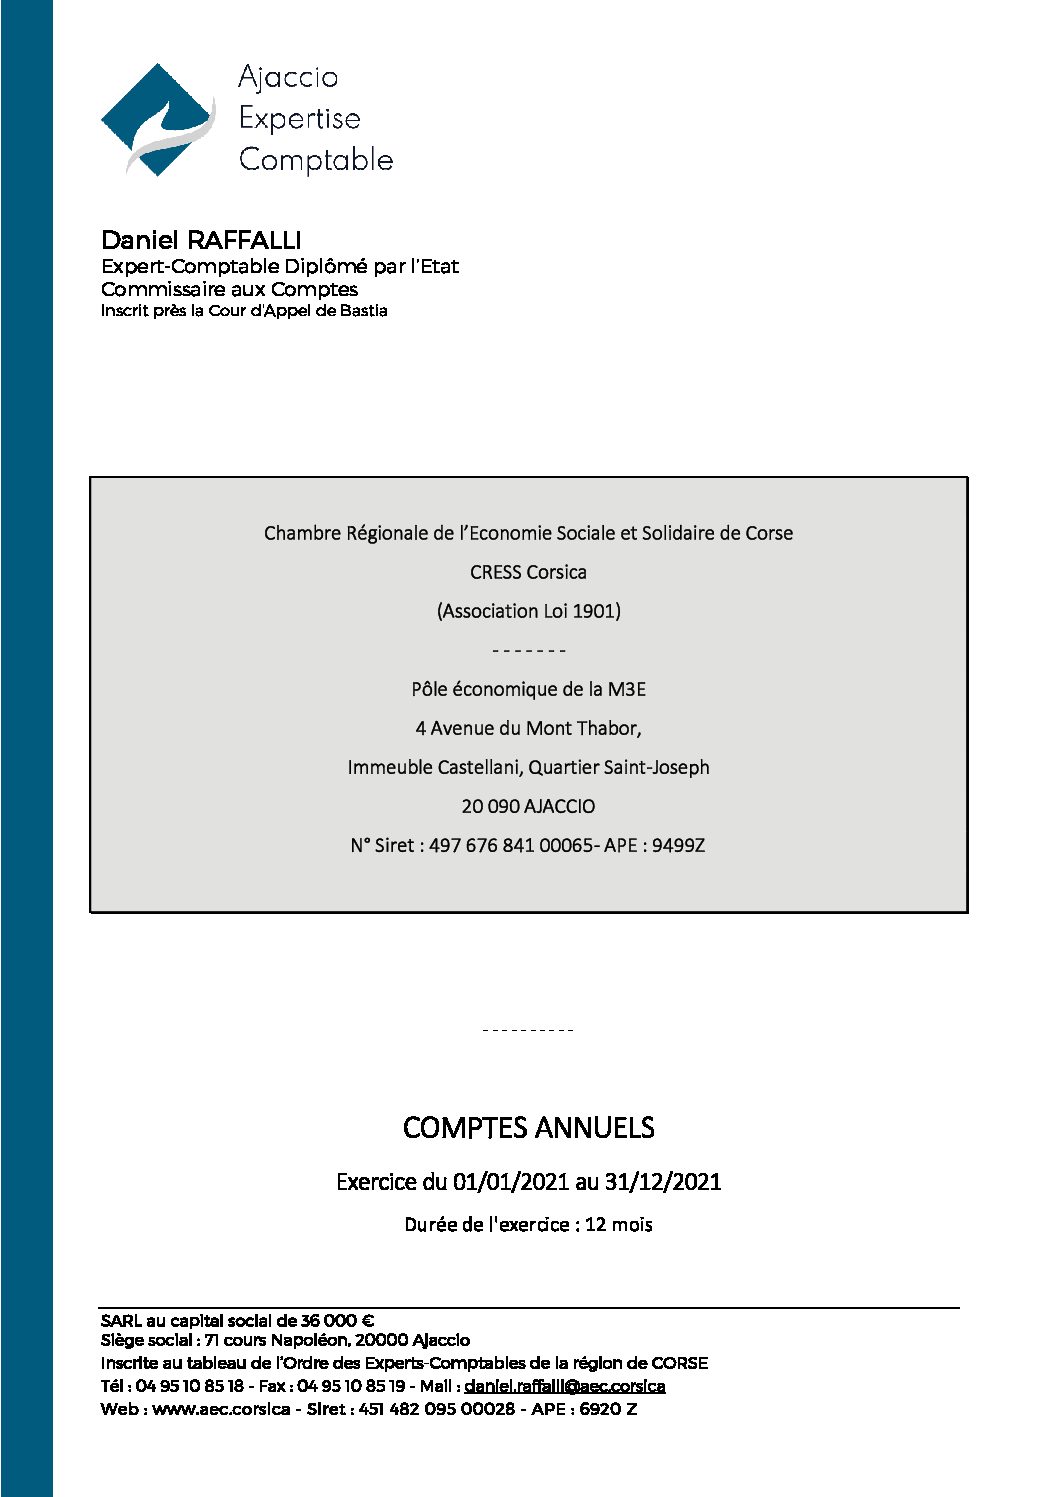 Ajaccio
Expertise
Comptable
Daniel RAFFALLI
Expert-Comptable Diplômé par l'Etat
Commissaire aux Comptes
Inscrit près la Cour d'Appel de Bastia
Chambre Régionale de l’Economie Sociale et Solidaire de Corse
CRESS Corsica
(Association Loi 1901)
- - - - - - -
Pôle économique de la M3E
4 Avenue du Mont Thabor,
Immeuble Castellani, Quartier Saint-Joseph
20 090 AJACCIO
N° Siret : 497 676 841 00065- APE : 9499Z
- - - - - - - - - -
COMPTES ANNUELS
Exercice du 01/01/2021 au 31/12/2021
Durée de l'exercice : 12 mois
SARL au capital social de 36 000 €
Siège social : 71 cours Napoléon, 20000 Ajaccio
Inscrite au tableau de l'Ordre des Experts-Comptables de la région de CORSE
Tél : 04 95 10 85 18 - Fax : 04 95 10 85 19 - Mail : daniel.raffalli@aec.corsica
Web : www.aec.corsica - Siret : 451 482 095 00028 - APE : 6920 Z